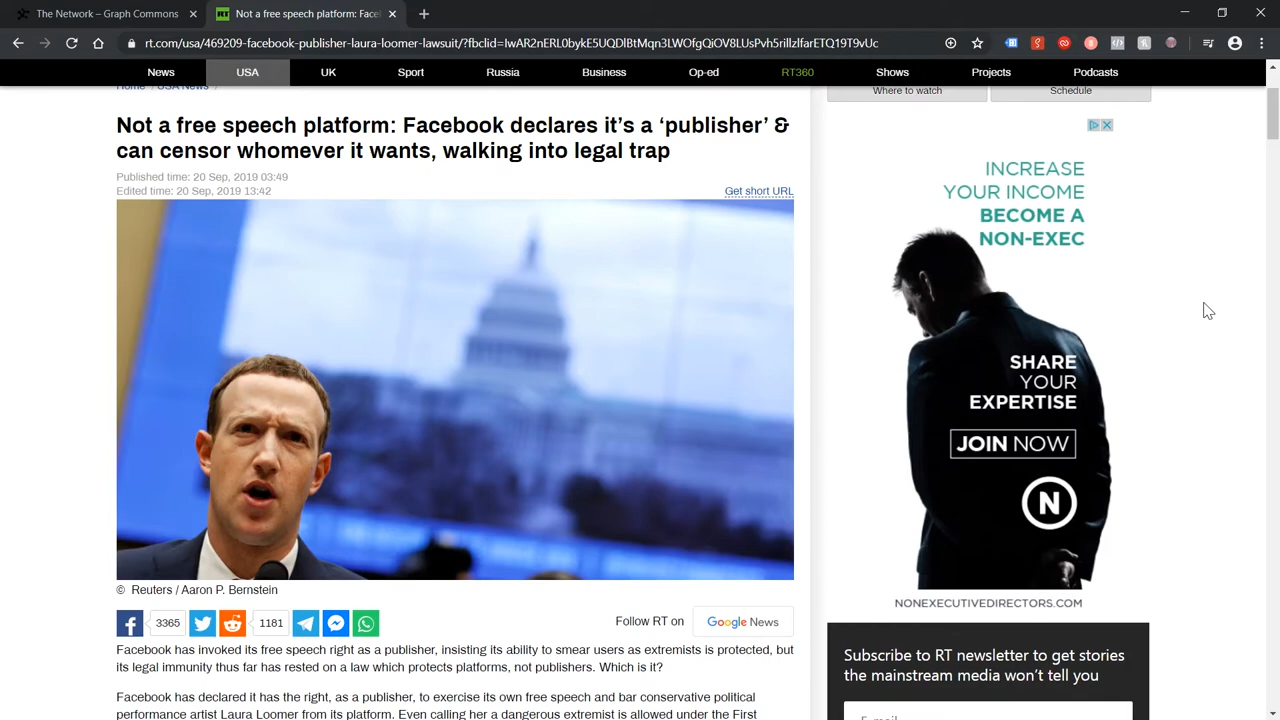 The Network – Graph Commons
Not a free speech platform: Face
rt.com/usa/469209-facebook-publisher-laura-loomer-lawsuit/?fbclid=IwAR2nERL0bykE5UQDlBtMqn3LWOfgQiOV8LUsPvh5rillzlfarETQ19T9vUc
News USA UK Sport Russia Business Op-ed RT360 Shows Projects Podcasts
Home / USA News /
Where to watch Schedule
Not a free speech platform: Facebook declares it’s a ‘publisher’ &
can censor whomever it wants, walking into legal trap
Published time: 20 Sep, 2019 03:49
Edited time: 20 Sep, 2019 13:42
Get short URL
© Reuters / Aaron P. Bernstein
3365 1181
Follow RT on Google News
Facebook has invoked its free speech right as a publisher, insisting its ability to smear users as extremists is protected, but
its legal immunity thus far has rested on a law which protects platforms, not publishers. Which is it?
Facebook has declared it has the right, as a publisher, to exercise its own free speech and bar conservative political
performance artist Laura Loomer from its platform. Even calling her a dangerous extremist is allowed under the First
INCREASE
YOUR INCOME
BECOME A
NON-EXEC
SHARE
YOUR
EXPERTISE
JOIN NOW
N
NONEXECUTIVEDIRECTORS.COM
Subscribe to RT newsletter to get stories
the mainstream media won’t tell you